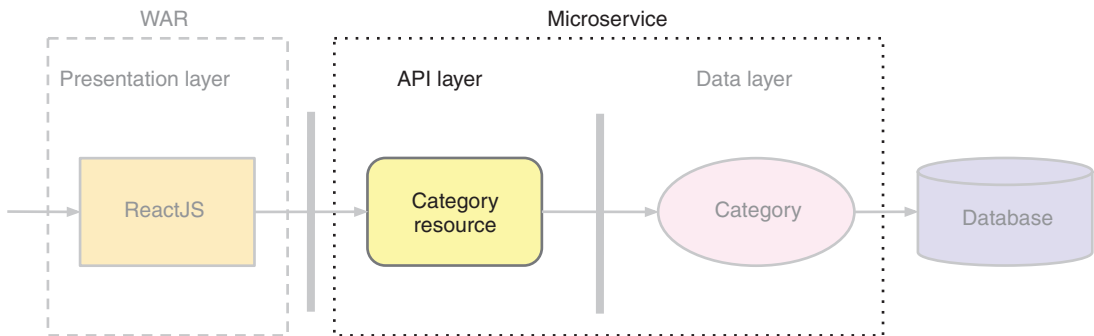 WAR
Microservice
Presentation layer
API layer
Data layer
ReactJS
Category
resource
Category
Database